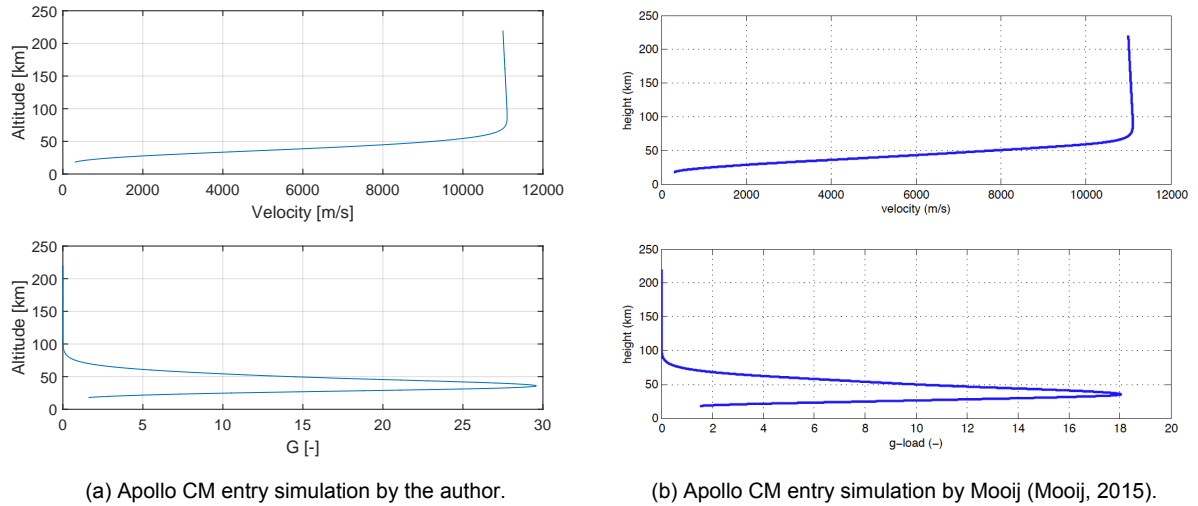 250
200
150
100
50
0
Altitude [km]
0 2000 4000 6000 8000 10000 12000
Velocity [m/s]
250
200
150
100
50
0
Altitude [km]
0 5 10 15 20 25 30
G [-]
(a) Apollo CM entry simulation by the author.
250
200
150
100
50
0
height (km)
0 2000 4000 6000 8000 10000 12000
velocity (m/s)
250
200
150
100
50
0
height (km)
0 2 4 6 8 10 12 14 16 18 20
g-load (-)
(b) Apollo CM entry simulation by Mooij (Mooij, 2015).